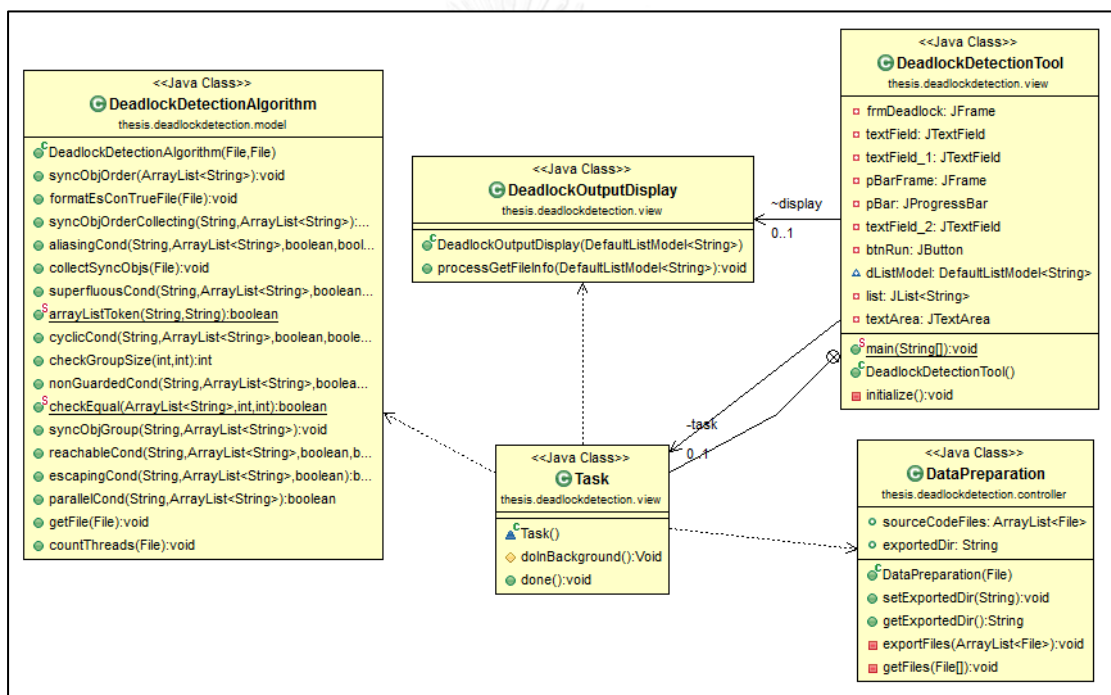 <<Java Class>>
DeadlockDetectionAlgorithm
thesis.deadlockdetection.model
DeadlockDetectionAlgorithm(File,File)
syncObjOrder(ArrayList<String>):void
formatEsConTrueFile(File):void
syncObjOrderCollecting(String,ArrayList<String>):...
aliasingCond(String,ArrayList<String>,boolean,bool...
collectSyncObjs(File):void
superfluousCond(String,ArrayList<String>,boolean...
arrayListToken(String,String):boolean
cyclicCond(String,ArrayList<String>,boolean,boole...
checkGroupSize(int,int):int
nonGuardedCond(String,ArrayList<String>,boolea...
checkEqual(ArrayList<String>,int,int):boolean
syncObjGroup(String,ArrayList<String>):void
reachableCond(String,ArrayList<String>,boolean,b...
escapingCond(String,ArrayList<String>,boolean):b...
parallelCond(String,ArrayList<String>):boolean
getFile(File):void
countThreads(File):void
<<Java Class>>
DeadlockOutputDisplay
thesis.deadlockdetection.view
DeadlockOutputDisplay(DefaultListModel<String>)
processGetFileInfo(DefaultListModel<String>):void
~display
0..1
<<Java Class>>
DeadlockDetectionTool
thesis.deadlockdetection.view
frmDeadlock: JFrame
textField: JTextField
textField_1: JTextField
pBarFrame: JFrame
pBar: JProgressBar
textField_2: JTextField
btnRun: JButton
dListModel: DefaultListModel<String>
list: JList<String>
textArea: JTextArea
main(String[]):void
DeadlockDetectionTool()
initialize():void
-task
0..1
<<Java Class>>
Task
thesis.deadlockdetection.view
Task()
doInBackground():Void
done():void
<<Java Class>>
DataPreparation
thesis.deadlockdetection.controller
sourceCodeFiles: ArrayList<File>
exportedDir: String
DataPreparation(File)
setExportedDir(String):void
getExportedDir():String
exportFiles(ArrayList<File>):void
getFiles(File[]):void